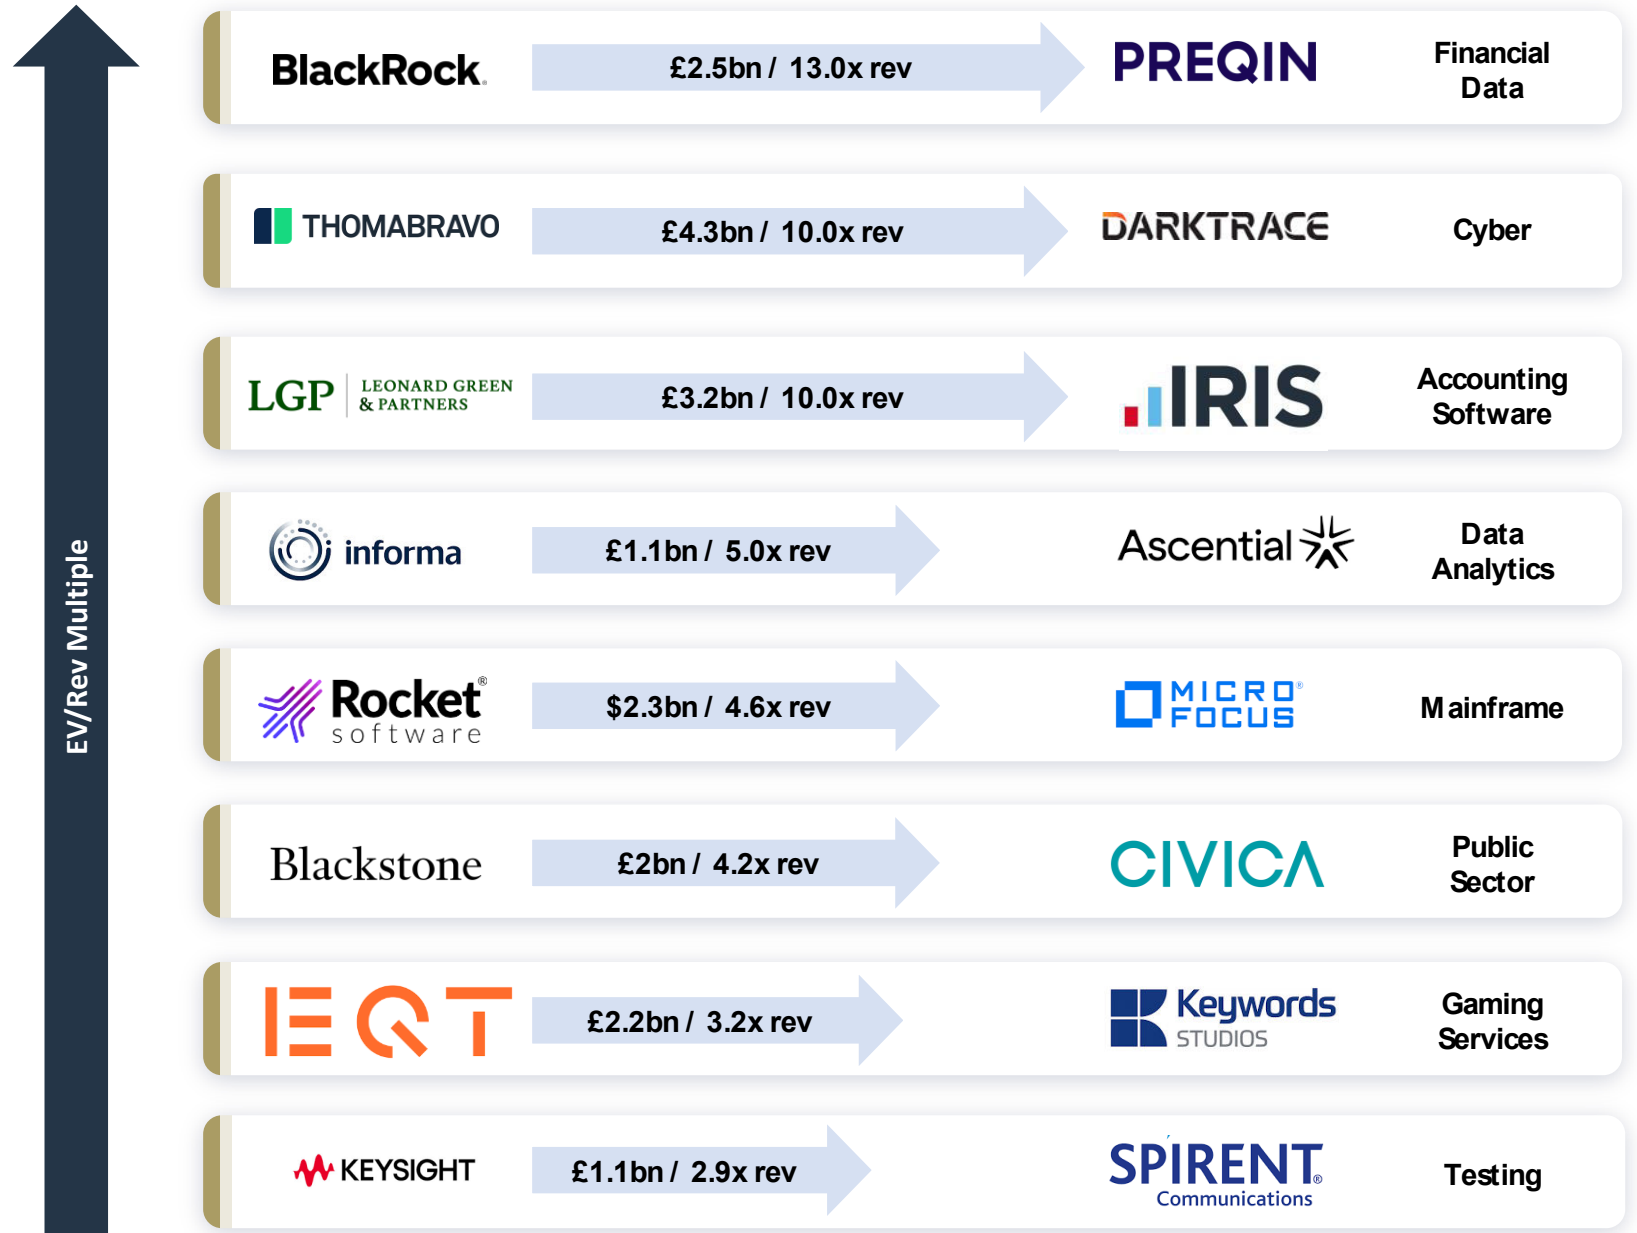 EV/Rev Multiple
BlackRock.
£2.5bn / 13.0x rev
PREQIN
Financial
Data
THOMABRAVO
£4.3bn / 10.0x rev
DARKTRACE
Cyber
LGP
LEONARD GREEN
& PARTNERS
£3.2bn / 10.0x rev
IRIS
Accounting
Software
informa
£1.1bn / 5.0x rev
Ascential
Data
Analytics
Rocket®
software
$2.3bn / 4.6x rev
MICRO®
FOCUS
Mainframe
Blackstone
£2bn / 4.2x rev
CIVICA
Public
Sector
EQT
£2.2bn / 3.2x rev
Keywords
STUDIOS
Gaming
Services
KEYSIGHT
£1.1bn / 2.9x rev
SPIRENT®
Communications
Testing